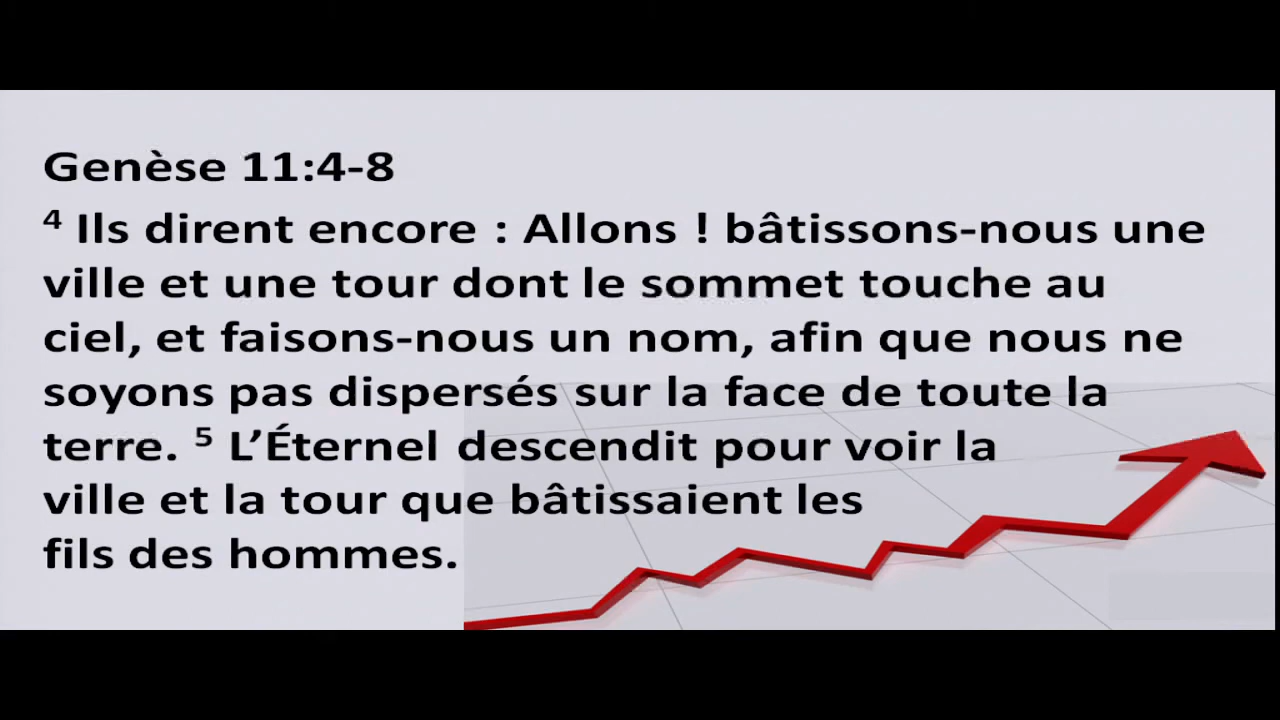 Genèse 11:4-8
4 Ils dirent encore : Allons ! bâtissons-nous une
ville et une tour dont le sommet touche au
ciel, et faisons-nous un nom, afin que nous ne
soyons pas dispersés sur la face de toute la
terre. 5 L’Éternel descendit pour voir la
ville et la tour que bâtissaient les
fils des hommes.